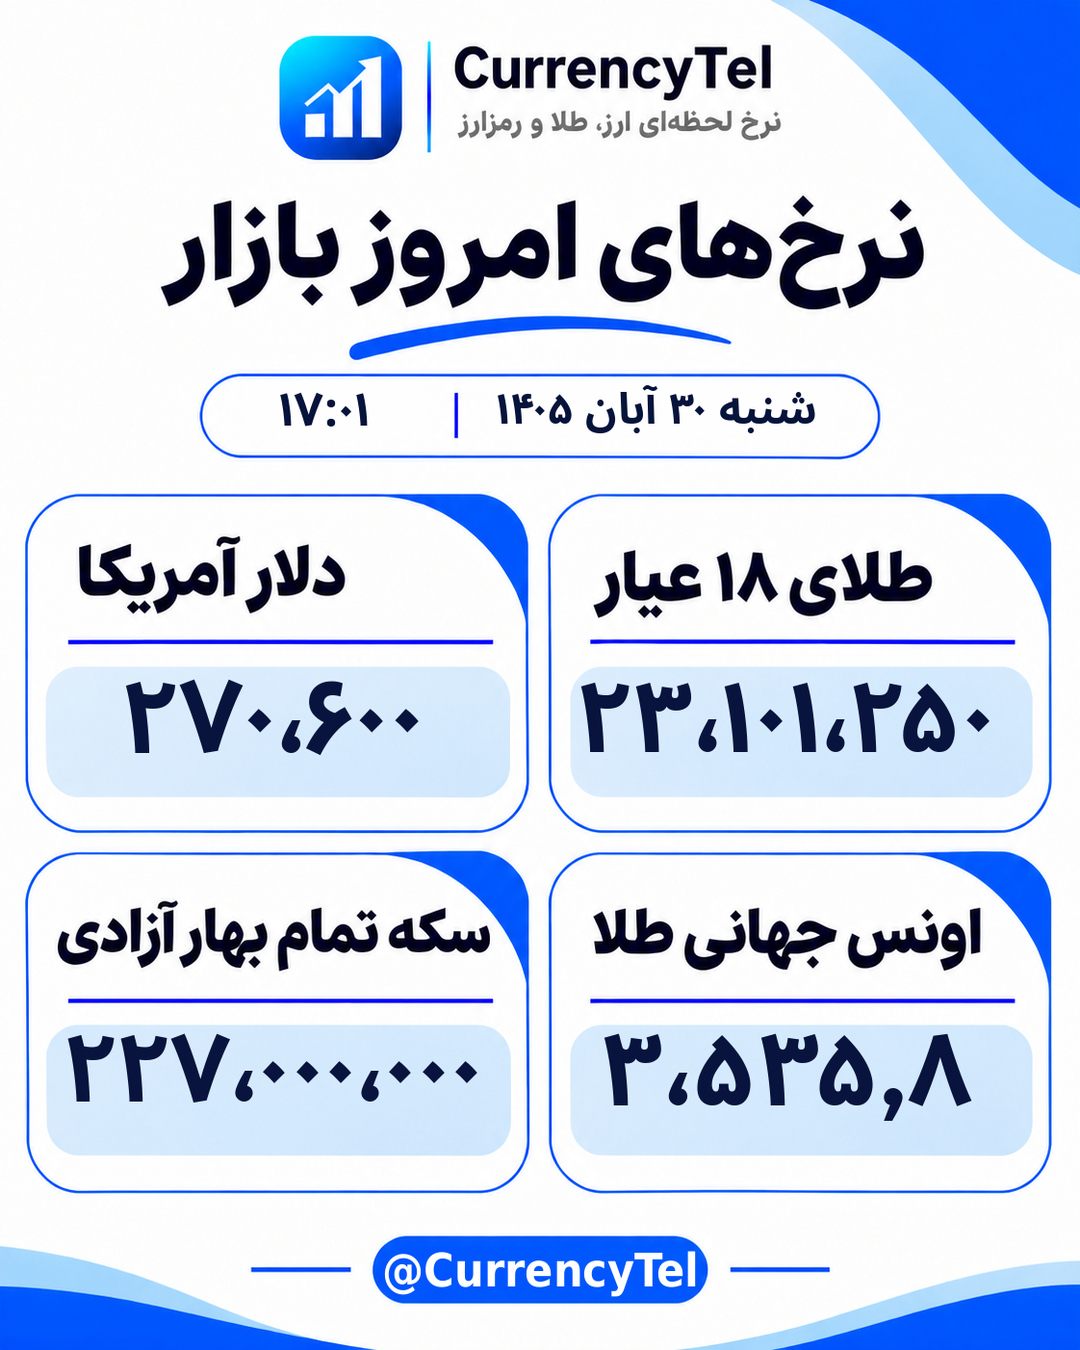 CurrencyTel
نرخ لحظه‌ای ارز، طلا و رمزارز
نرخ‌های امروز بازار
شنبه ۳۰ آبان ۱۴۰۵ | ۱۷:۰۱
طلای ۱۸ عیار
۲۳،۱۰۱،۲۵۰
دلار آمریکا
۲۷۰،۶۰۰
اونس جهانی طلا
۳،۵۳۵,۸
سکه تمام بهار آزادی
۲۲۷،۰۰۰،۰۰۰
@CurrencyTel